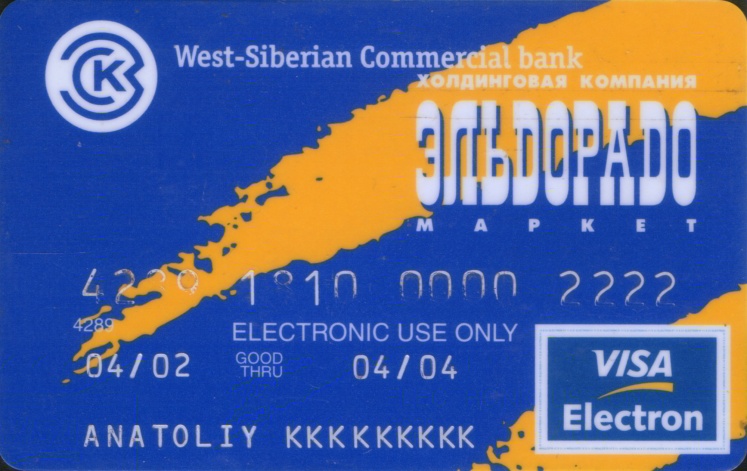 West-Siberian Commercial bank
ХОЛДИНГОВАЯ КОМПАНИЯ
ЭЛЬДОРАДО
МАРКЕТ
4289 1810 0000 2222
4289
ELECTRONIC USE ONLY
04/02 GOOD THRU 04/04
VISA
Electron
ANATOLIY KKKKKKKKK